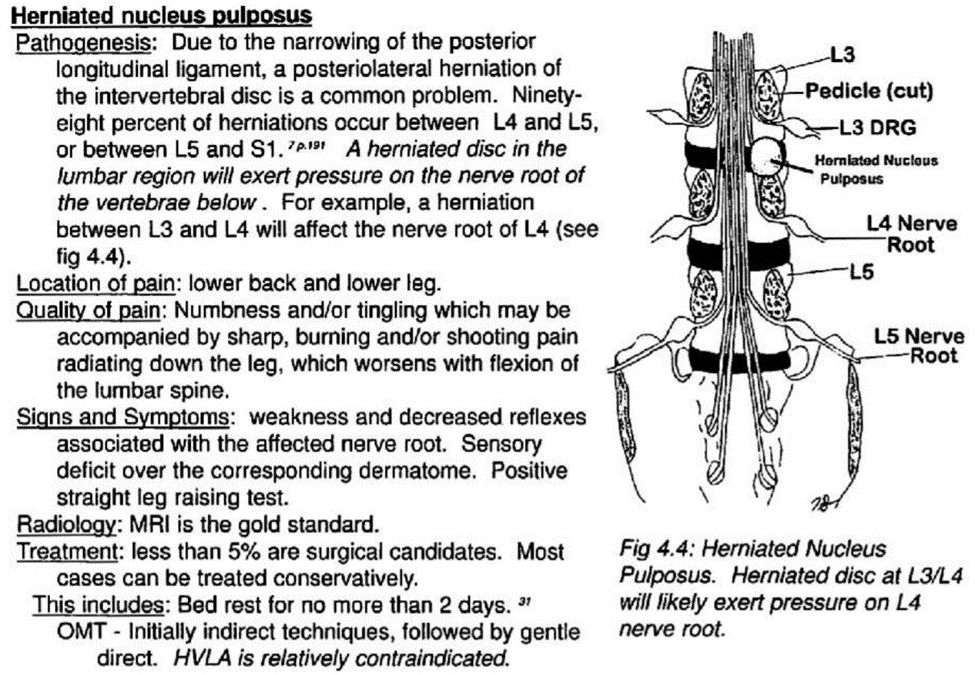 Herniated nucleus pulposus
Pathogenesis: Due to the narrowing of the posterior
longitudinal ligament, a posteriolateral herniation of
the intervertebral disc is a common problem. Ninety-
eight percent of herniations occur between L4 and L5,
or between L5 and S1. 7p.191 A herniated disc in the
lumbar region will exert pressure on the nerve root of
the vertebrae below. For example, a herniation
between L3 and L4 will affect the nerve root of L4 (see
fig 4.4).
Location of pain: lower back and lower leg.
Quality of pain: Numbness and/or tingling which may be
accompanied by sharp, burning and/or shooting pain
radiating down the leg, which worsens with flexion of
the lumbar spine.
Signs and Symptoms: weakness and decreased reflexes
associated with the affected nerve root. Sensory
deficit over the corresponding dermatome. Positive
straight leg raising test.
Radiology: MRI is the gold standard.
Treatment: less than 5% are surgical candidates. Most
cases can be treated conservatively.
This includes: Bed rest for no more than 2 days. 31
OMT - Initially indirect techniques, followed by gentle
direct. HVLA is relatively contraindicated.
L3
Pedicle (cut)
L3 DRG
Herniated Nucleus
Pulposus
L4 Nerve
Root
L5
L5 Nerve
Root
Fig 4.4: Herniated Nucleus
Pulposus. Herniated disc at L3/L4
will likely exert pressure on L4
nerve root.